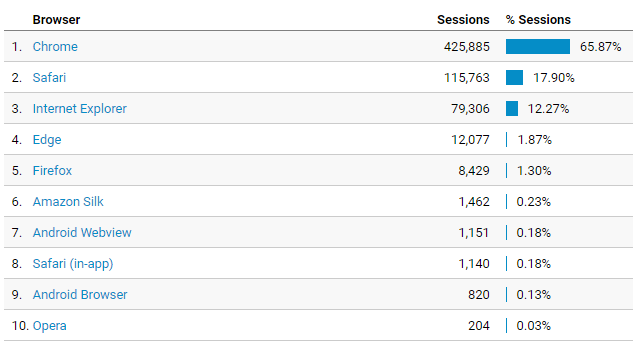 Browser Sessions % Sessions
1. Chrome 425,885 65.87%
2. Safari 115,763 17.90%
3. Internet Explorer 79,306 12.27%
4. Edge 12,077 1.87%
5. Firefox 8,429 1.30%
6. Amazon Silk 1,462 0.23%
7. Android Webview 1,151 0.18%
8. Safari (in-app) 1,140 0.18%
9. Android Browser 820 0.13%
10. Opera 204 0.03%